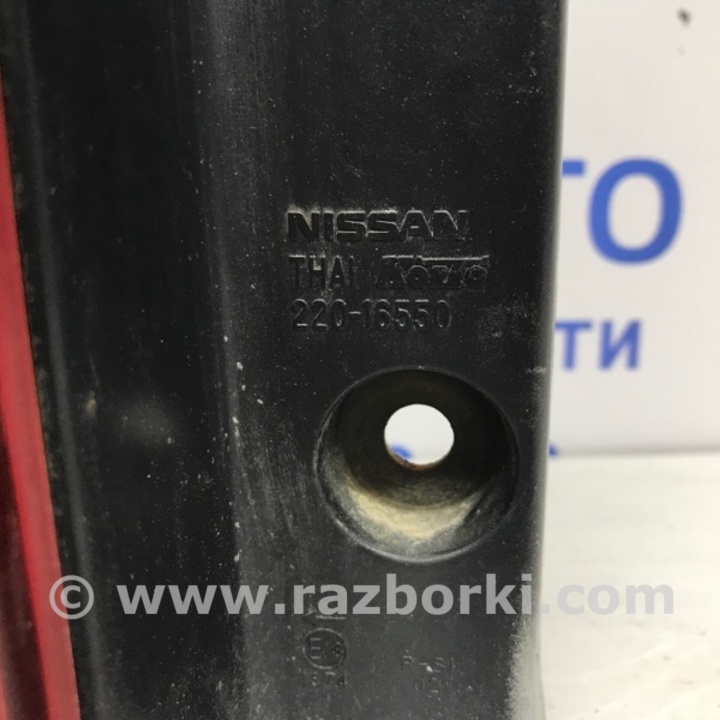 NISSAN
THAI Koito
220-16550
ТО
ТИ
© www.razborki.com
E